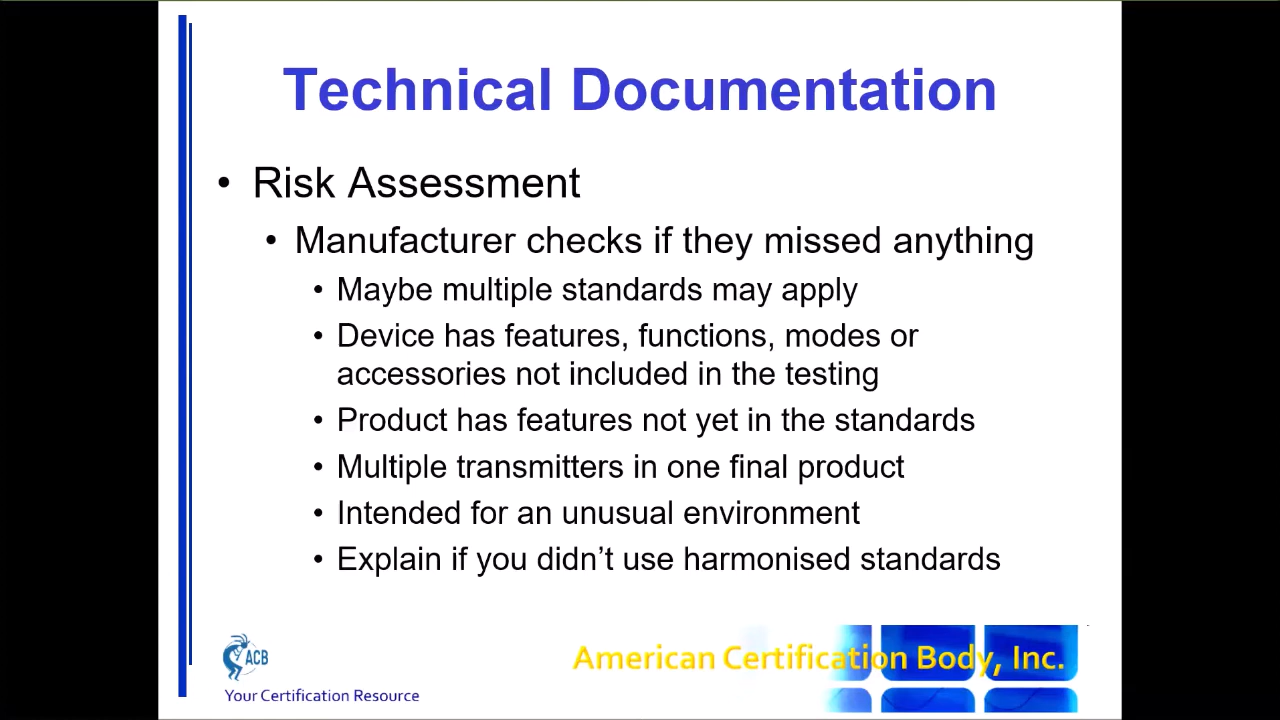 Technical Documentation
• Risk Assessment
• Manufacturer checks if they missed anything
• Maybe multiple standards may apply
• Device has features, functions, modes or
accessories not included in the testing
• Product has features not yet in the standards
• Multiple transmitters in one final product
• Intended for an unusual environment
• Explain if you didn’t use harmonised standards
ACB
American Certification Body, Inc.
Your Certification Resource